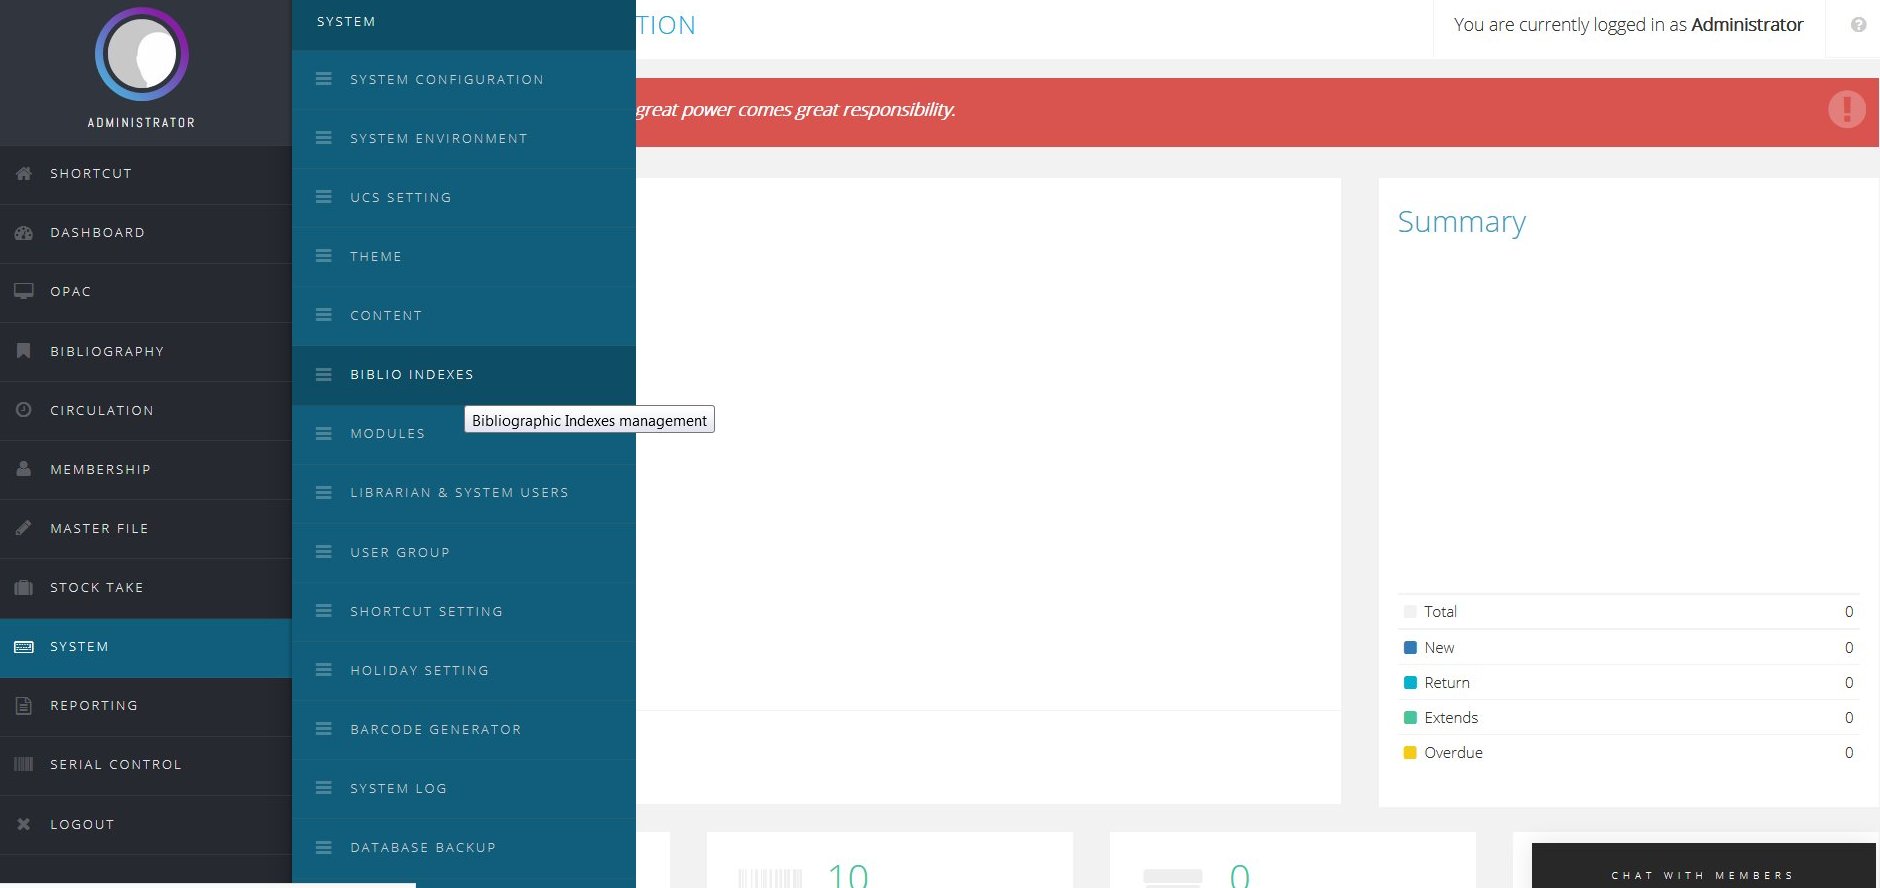 ADMINISTRATOR
SHORTCUT
DASHBOARD
OPAC
BIBLIOGRAPHY
CIRCULATION
MEMBERSHIP
MASTER FILE
STOCK TAKE
SYSTEM
REPORTING
SERIAL CONTROL
LOGOUT
SYSTEM
SYSTEM CONFIGURATION
SYSTEM ENVIRONMENT
UCS SETTING
THEME
CONTENT
BIBLIO INDEXES
Bibliographic Indexes management
MODULES
LIBRARIAN & SYSTEM USERS
USER GROUP
SHORTCUT SETTING
HOLIDAY SETTING
BARCODE GENERATOR
SYSTEM LOG
DATABASE BACKUP
TION
You are currently logged in as Administrator
great power comes great responsibility.
Summary
Total 0
New 0
Return 0
Extends 0
Overdue 0
10
0
CHAT WITH MEMBERS